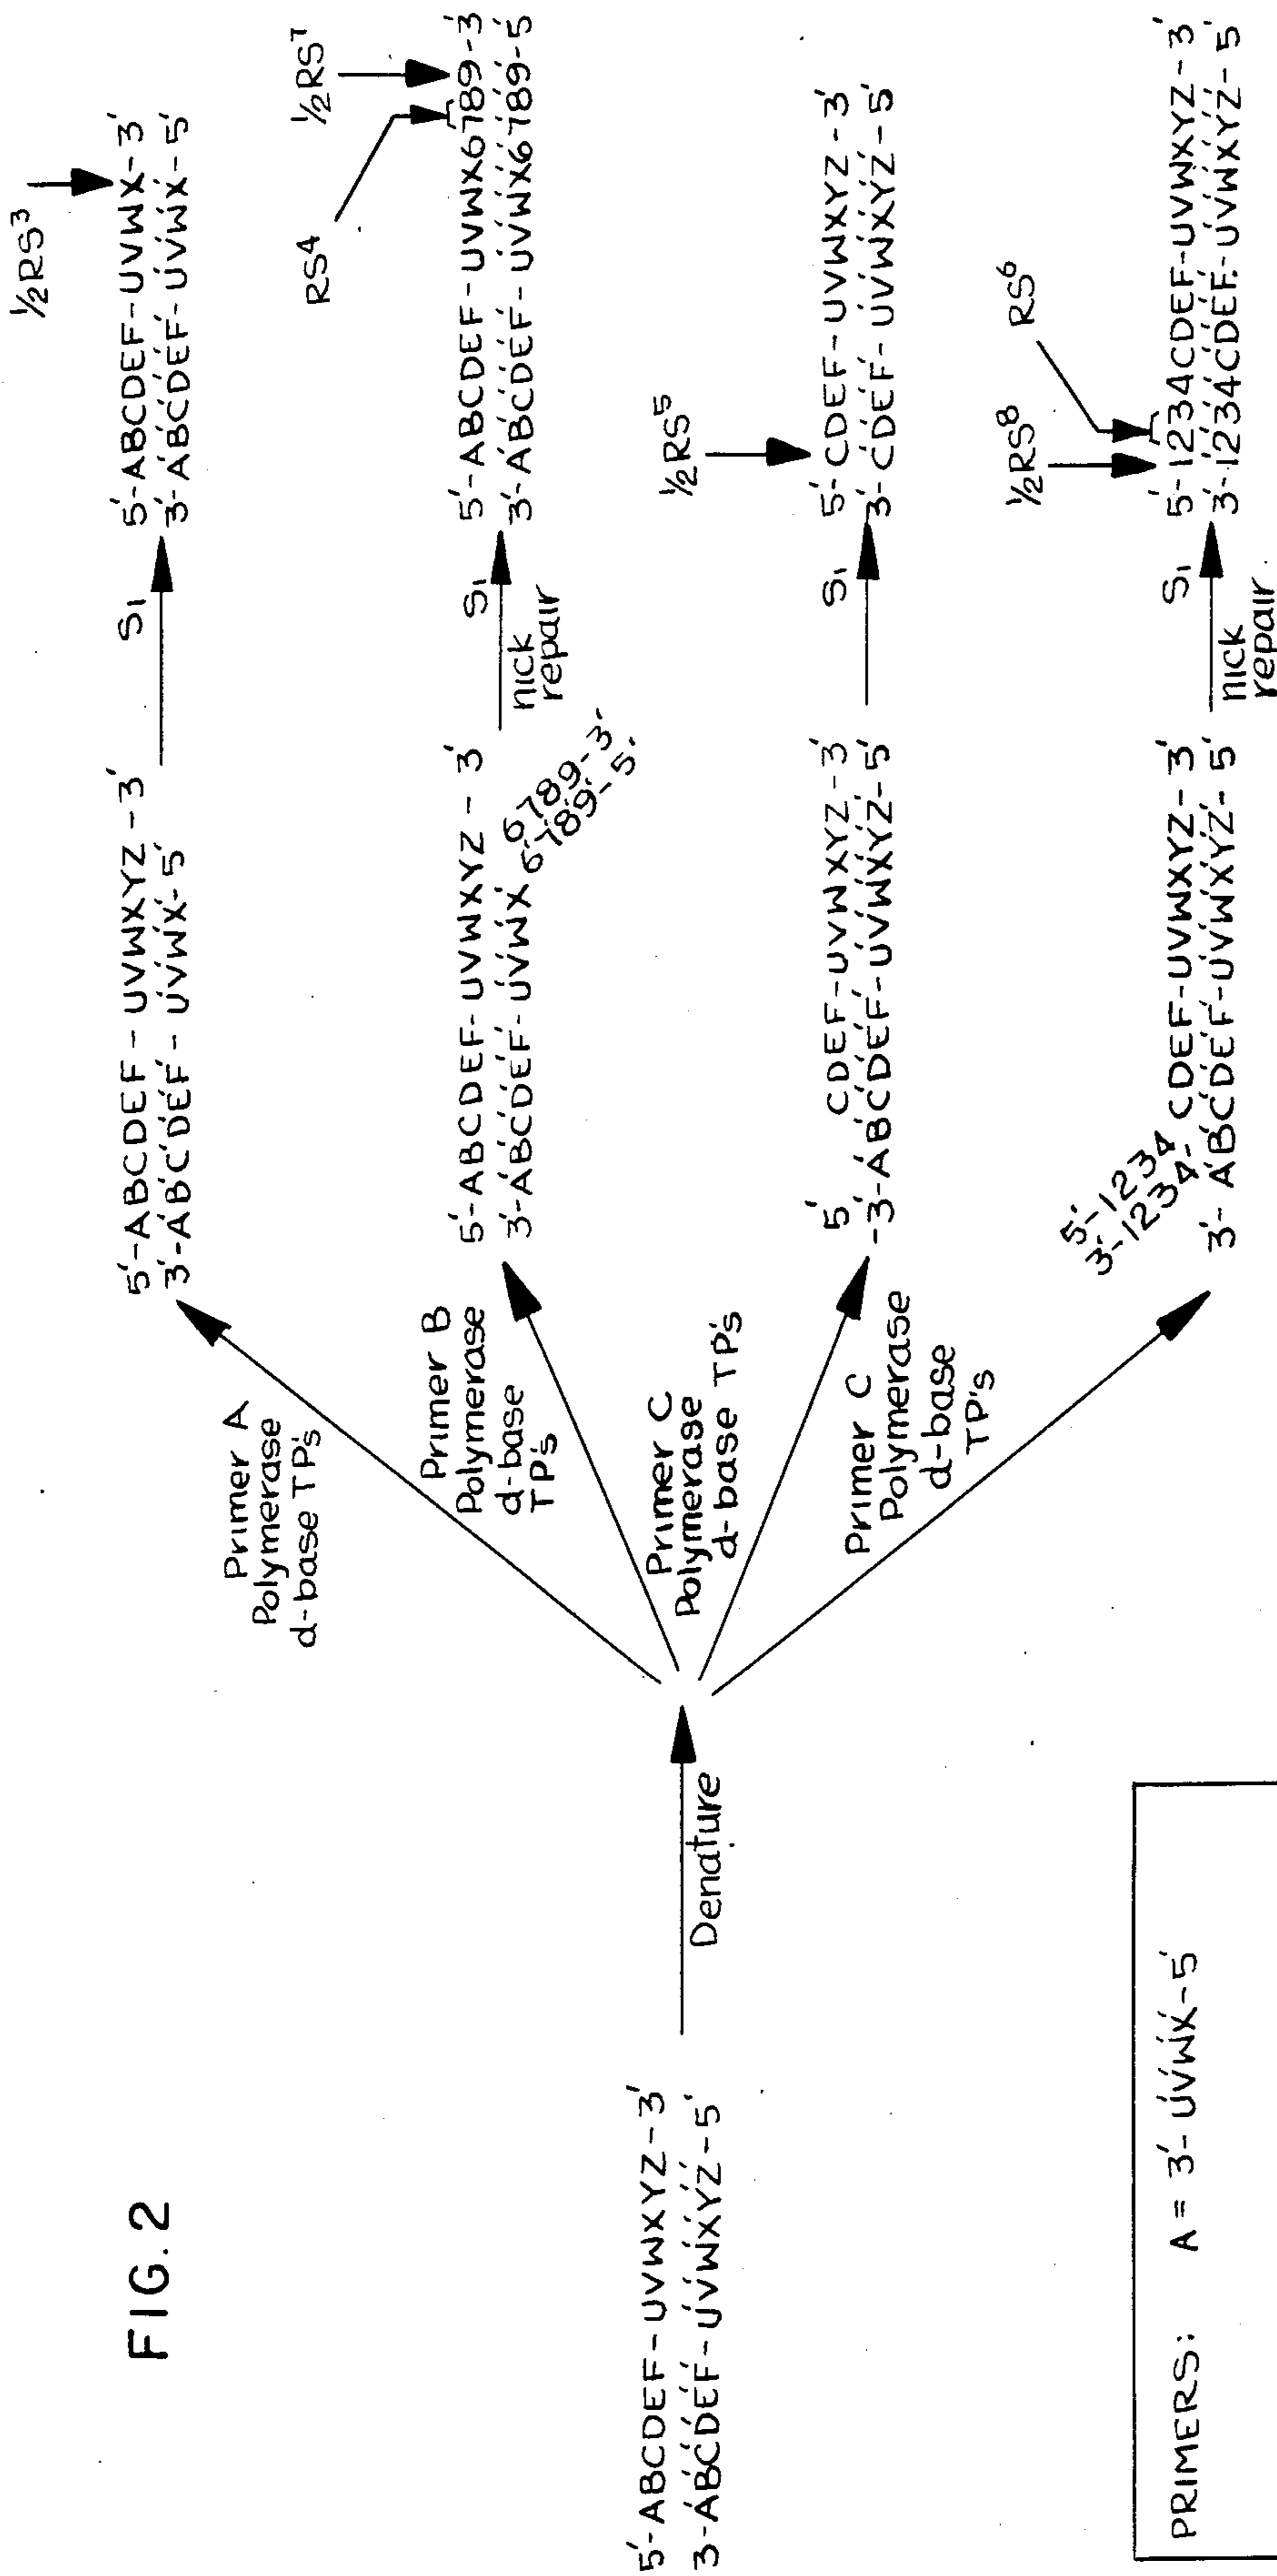 FIG. 2
5'-ABCDEF-UVWXYZ-3'
3-A'B'C'D'E'F'-U'V'W'X'Y'Z'-5'
Denature
Primer A
Polymerase
d-base TP's
5'-ABCDEF-UVWXYZ-3'
3'-A'B'C'D'E'F'-U'V'W'X'-5'
S1
½RS3
5'-ABCDEF-UVWX-3'
3'-A'B'C'D'E'F'-U'V'W'X'-5'
Primer B
Polymerase
d-base
TP's
5'-ABCDEF-UVWXYZ-3'
3'-A'B'C'D'E'F'-U'V'W'X'
6789-3'
6'7'8'9'-5'
S1
nick
repair
RS4
½RS7
5'-ABCDEF-UVWX6789-3'
3'-A'B'C'D'E'F'-U'V'W'X'6'7'8'9'-5'
Primer C
Polymerase
d-base TP's
5' CDEF-UVWXYZ-3'
-3'-A'B'C'D'E'F'-U'V'W'X'Y'Z'-5'
S1
½RS5
5'-CDEF-UVWXYZ-3'
3'-C'D'E'F'-U'V'W'X'Y'Z'-5'
Primer C
Polymerase
d-base
TP's
5'-1234
3'-1234-CDEF-UVWXYZ-3'
3'-A'B'C'D'E'F'-U'V'W'X'Y'Z'-5'
S1
nick
repair
½RS8
RS6
5'-1234CDEF-UVWXYZ-3'
3'-1'2'3'4'C'D'E'F'-U'V'W'X'Y'Z'-5'
PRIMERS: A = 3'-U'V'W'X'-5'